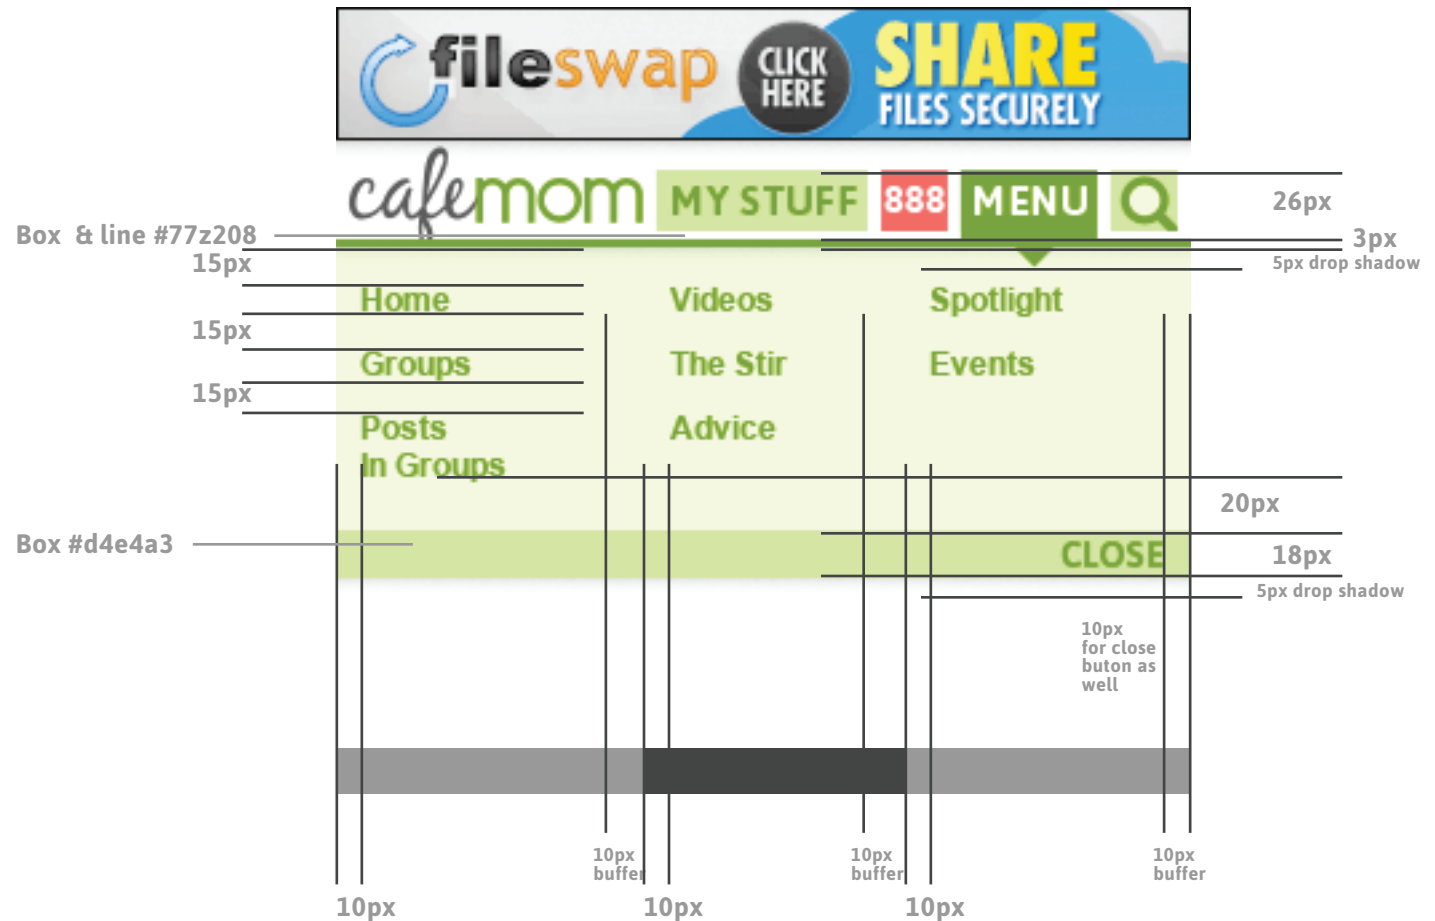 fileswap
CLICK
HERE
SHARE
FILES SECURELY
cafemom
MY STUFF
888
MENU
26px
Box & line #77z208
3px
15px
5px drop shadow
Home
Videos
Spotlight
15px
Groups
The Stir
Events
15px
Posts
In Groups
Advice
20px
Box #d4e4a3
CLOSE
18px
5px drop shadow
10px
for close
buton as
well
10px
buffer
10px
buffer
10px
buffer
10px
10px
10px